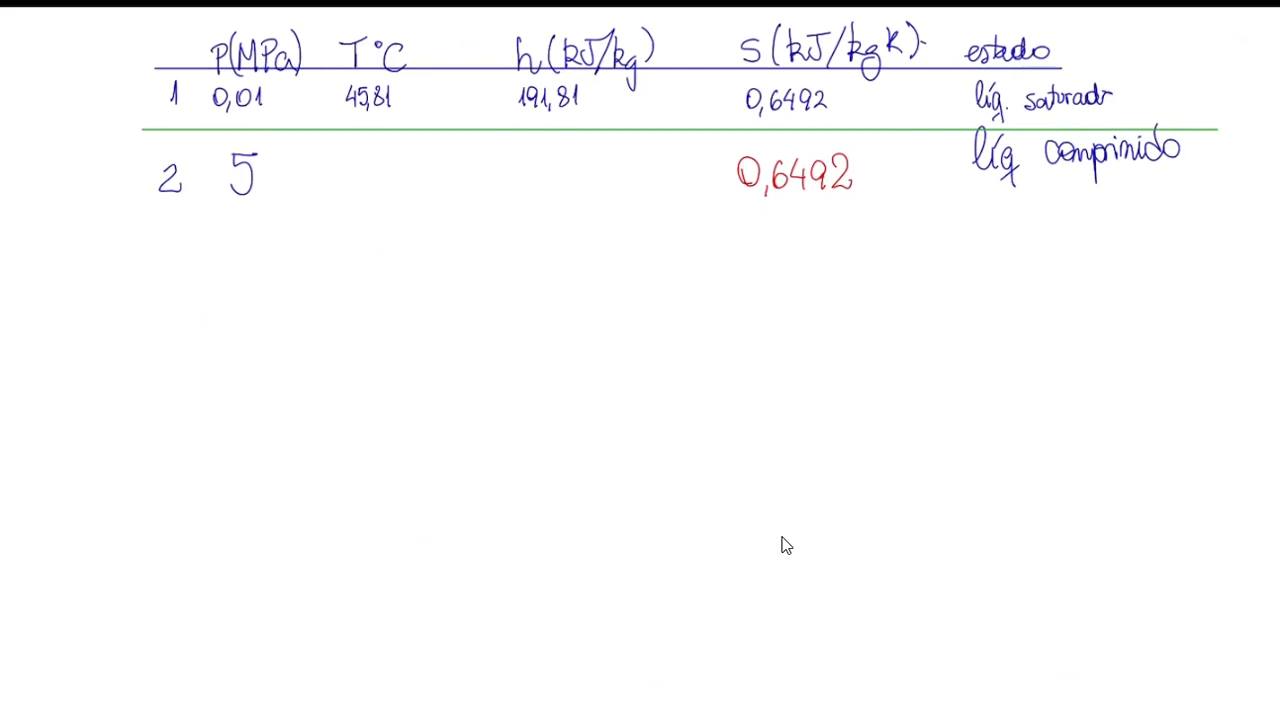 P(MPa) T°C h(kJ/kg) S(kJ/kgK) estado
1 0,01 45,81 191,81 0,6492 líq. saturado
2 5 0,6492 líq comprimido